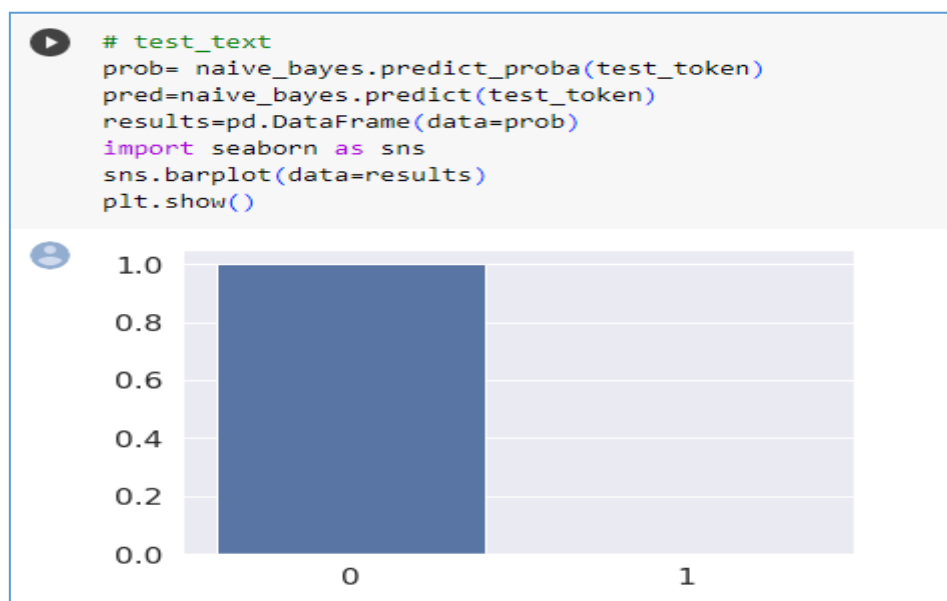 # test_text
prob= naive_bayes.predict_proba(test_token)
pred=naive_bayes.predict(test_token)
results=pd.DataFrame(data=prob)
import seaborn as sns
sns.barplot(data=results)
plt.show()
1.0
0.8
0.6
0.4
0.2
0.0
0 1